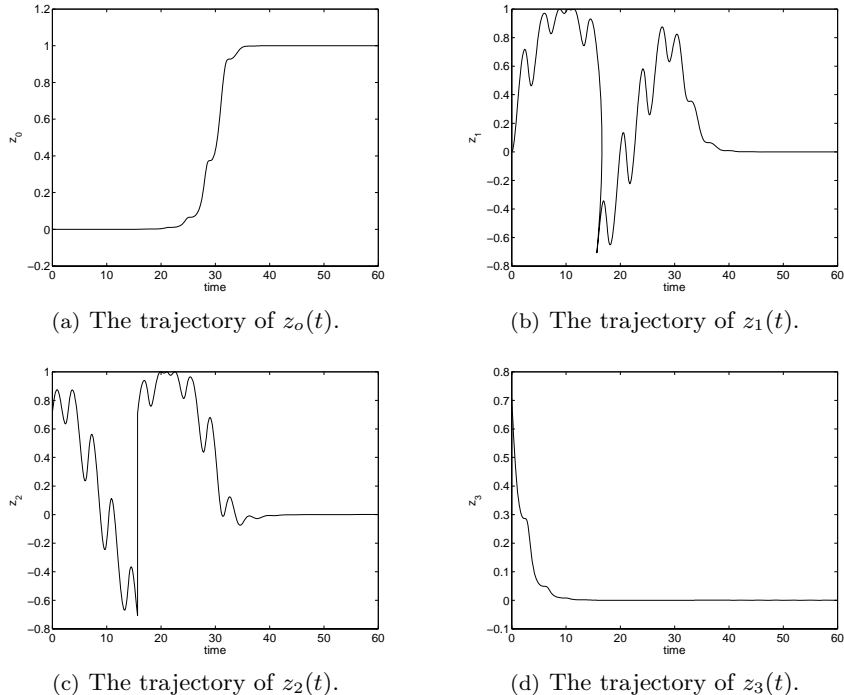 1.2
1
0.8
0.6
0.4
0.2
0
−0.2
0 10 20 30 40 50 60
time
z0
(a) The trajectory of zo(t).
1
0.8
0.6
0.4
0.2
0
−0.2
−0.4
−0.6
−0.8
0 10 20 30 40 50 60
time
z1
(b) The trajectory of z1(t).
1
0.8
0.6
0.4
0.2
0
−0.2
−0.4
−0.6
−0.8
0 10 20 30 40 50 60
time
z2
(c) The trajectory of z2(t).
0.8
0.7
0.6
0.5
0.4
0.3
0.2
0.1
0
−0.1
0 10 20 30 40 50 60
time
z3
(d) The trajectory of z3(t).